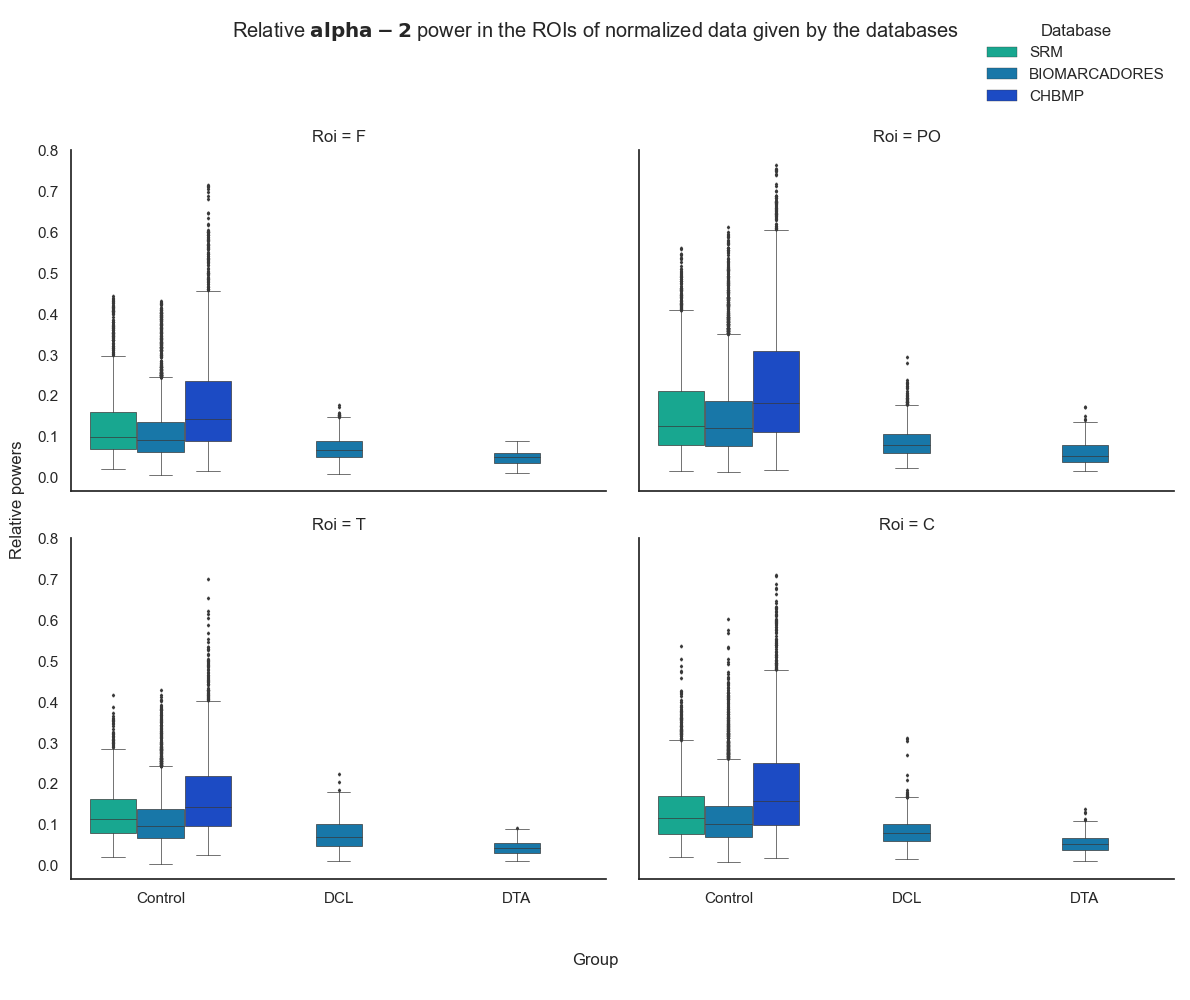 Relative alpha − 2 power in the ROIs of normalized data given by the databases
Database
SRM
BIOMARCADORES
CHBMP
Roi = F
Roi = PO
0.8
0.7
0.6
0.5
0.4
0.3
0.2
0.1
0.0
Relative powers
Roi = T
Roi = C
0.8
0.7
0.6
0.5
0.4
0.3
0.2
0.1
0.0
Control
DCL
DTA
Control
DCL
DTA
Group